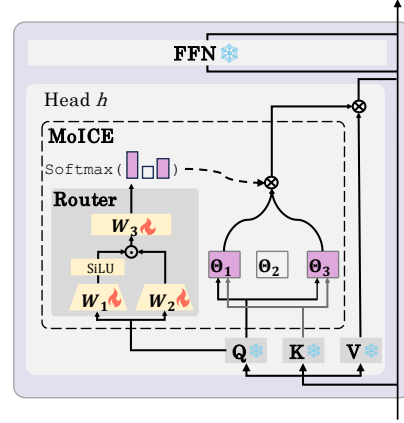 FFN
Head h
MoICE
Softmax( )
Router
W3
SiLU
W1 W2
Θ1 Θ2 Θ3
Q K V